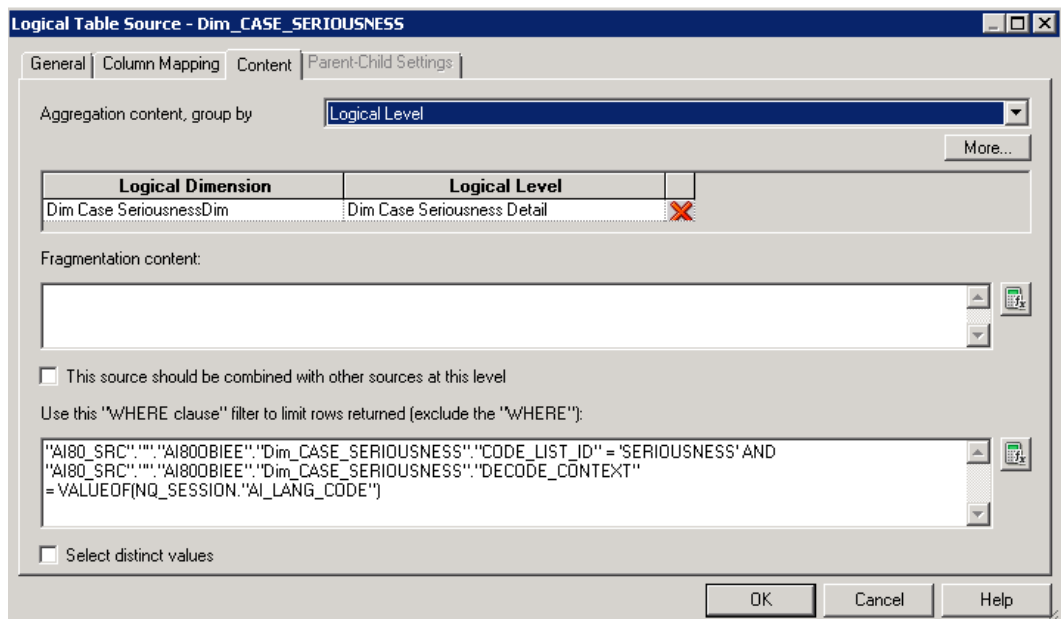 Logical Table Source - Dim_CASE_SERIOUSNESS
General Column Mapping Content Parent-Child Settings
Aggregation content, group by Logical Level
More...
Logical Dimension Logical Level
Dim Case SeriousnessDim Dim Case Seriousness Detail
Fragmentation content:
This source should be combined with other sources at this level
Use this "WHERE clause" filter to limit rows returned (exclude the "WHERE"):
"AI80_SRC"."".”AI80OBIEE"."Dim_CASE_SERIOUSNESS"."CODE_LIST_ID" = 'SERIOUSNESS' AND
"AI80_SRC".""."AI80OBIEE"."Dim_CASE_SERIOUSNESS"."DECODE_CONTEXT"
= VALUEOF(NQ_SESSION."AI_LANG_CODE")
Select distinct values
OK Cancel Help